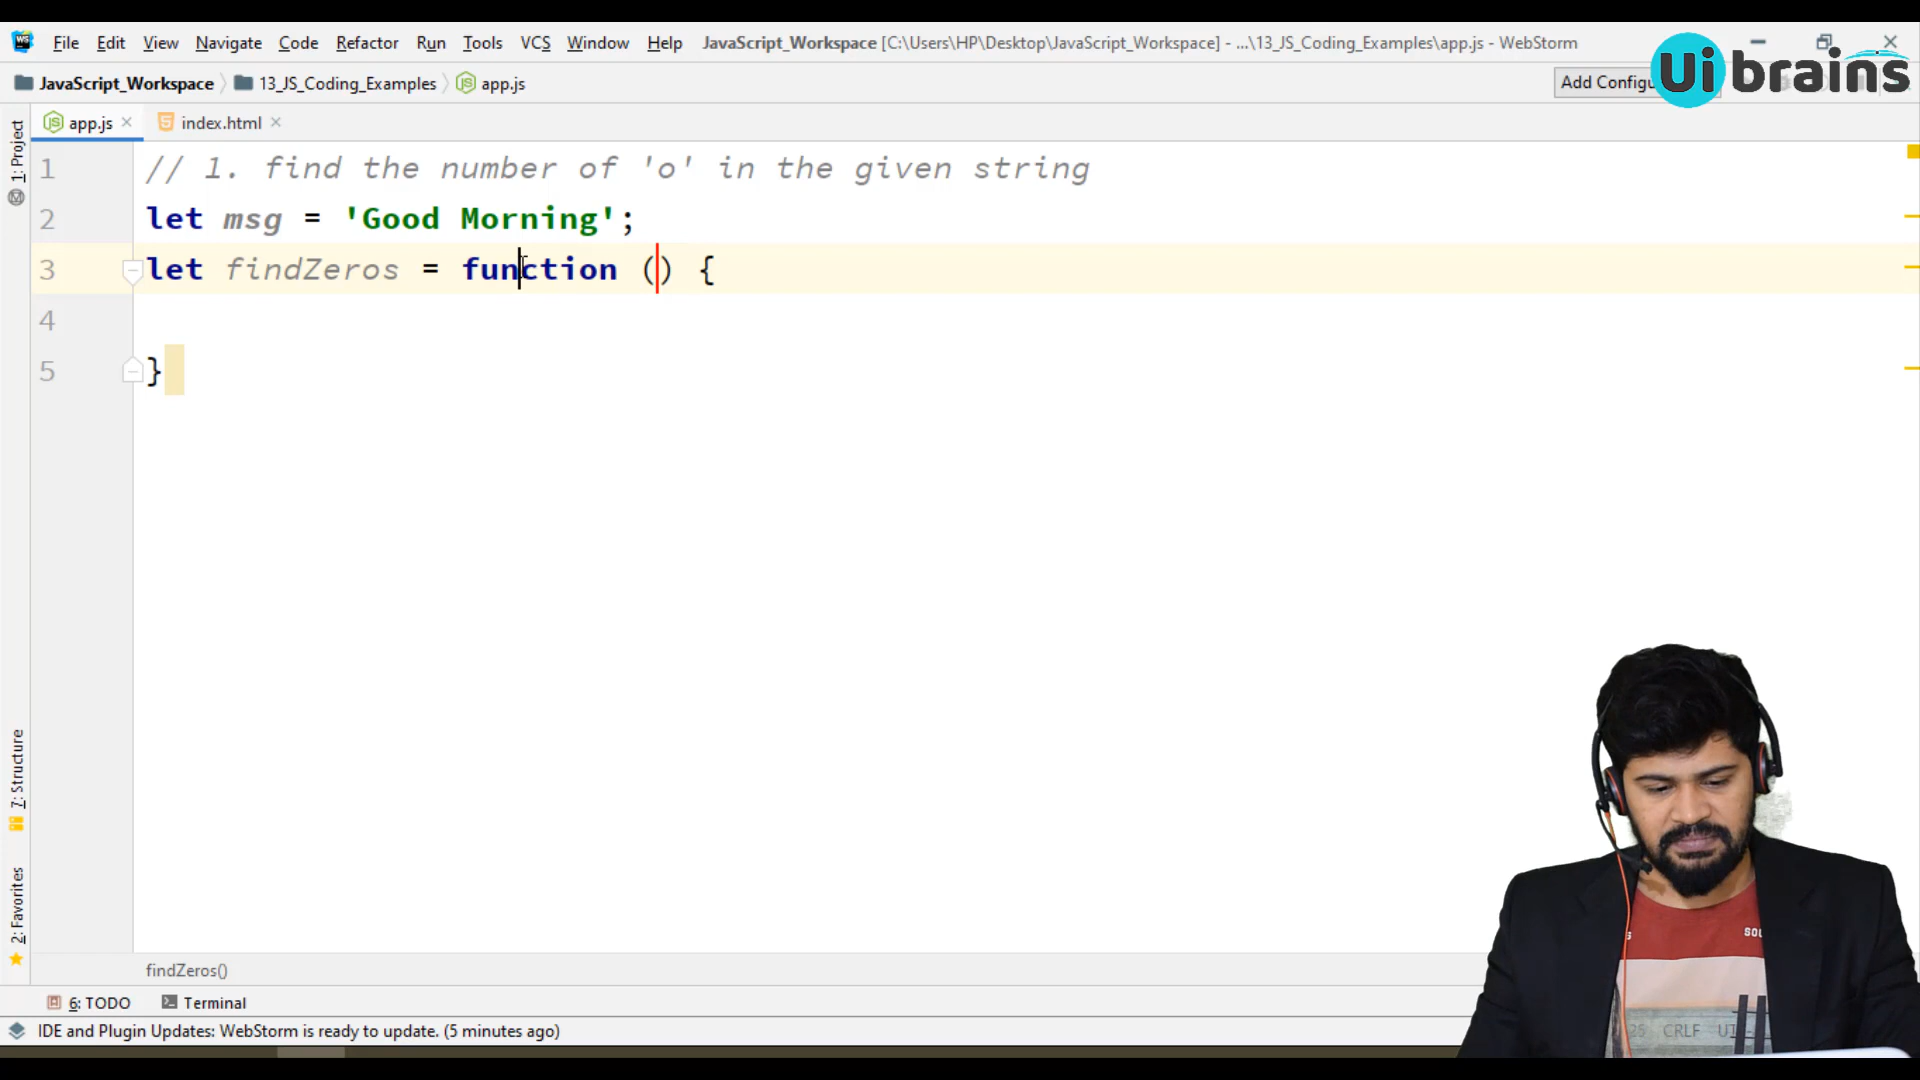 File Edit View Navigate Code Refactor Run Tools VCS Window Help JavaScript_Workspace [C:\Users\HP\Desktop\JavaScript_Workspace] - ...\13_JS_Coding_Examples\app.js - WebStorm
JavaScript_Workspace 13_JS_Coding_Examples app.js Add Configu
Ui brains
app.js index.html
1: Project
1 // 1. find the number of 'o' in the given string
2 let msg = 'Good Morning';
3 let findZeros = function () {
4
5 }
7: Structure
2: Favorites
SOL
findZeros()
6: TODO Terminal
IDE and Plugin Updates: WebStorm is ready to update. (5 minutes ago)
CRLF